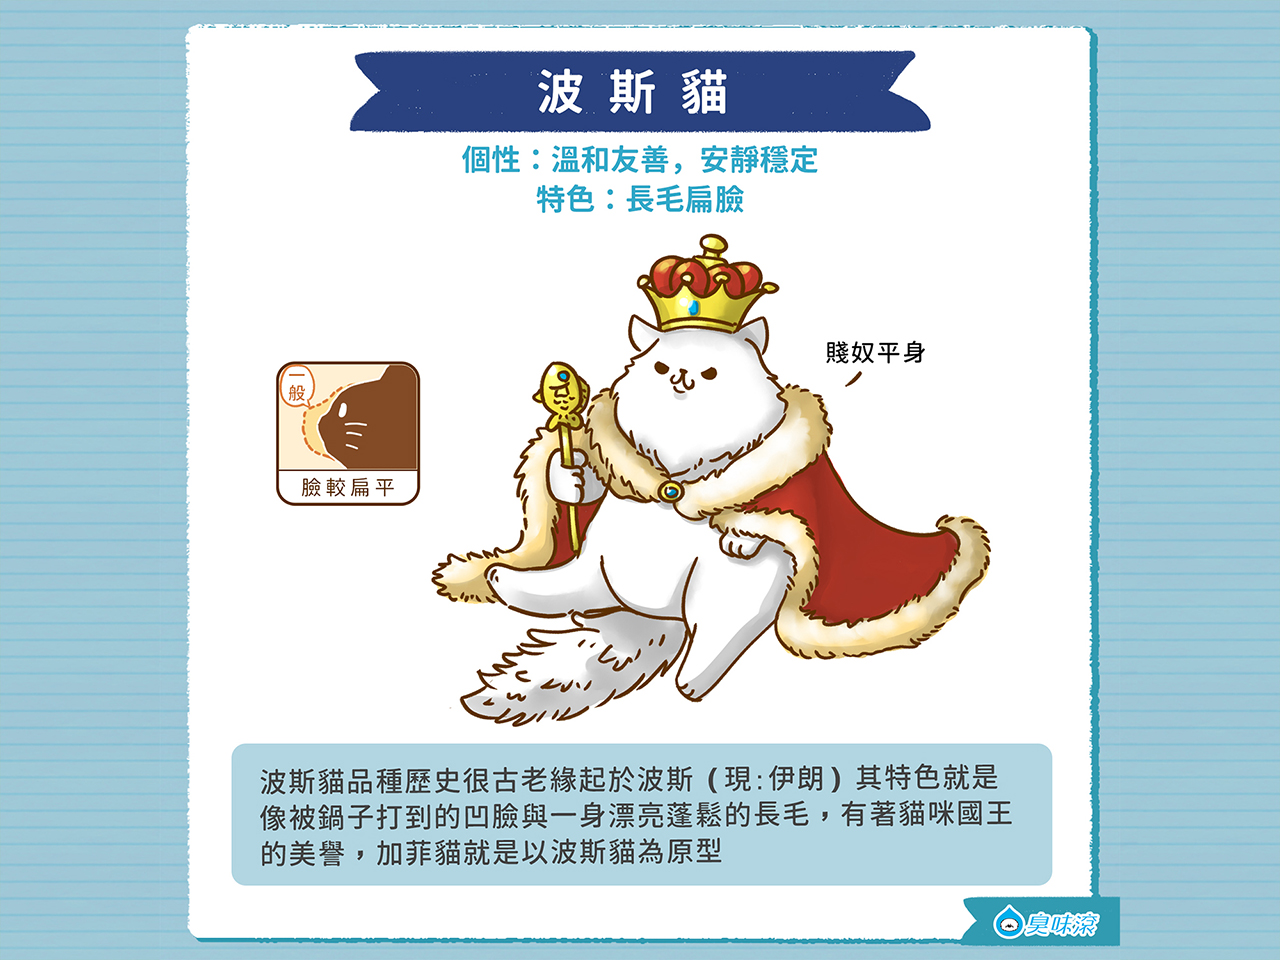 波斯貓
個性：溫和友善，安靜穩定
特色：長毛扁臉
賤奴平身
一般
臉較扁平
波斯貓品種歷史很古老緣起於波斯（現:伊朗）其特色就是
像被鍋子打到的凹臉與一身漂亮蓬鬆的長毛，有著貓咪國王
的美譽，加菲貓就是以波斯貓為原型
臭味滾